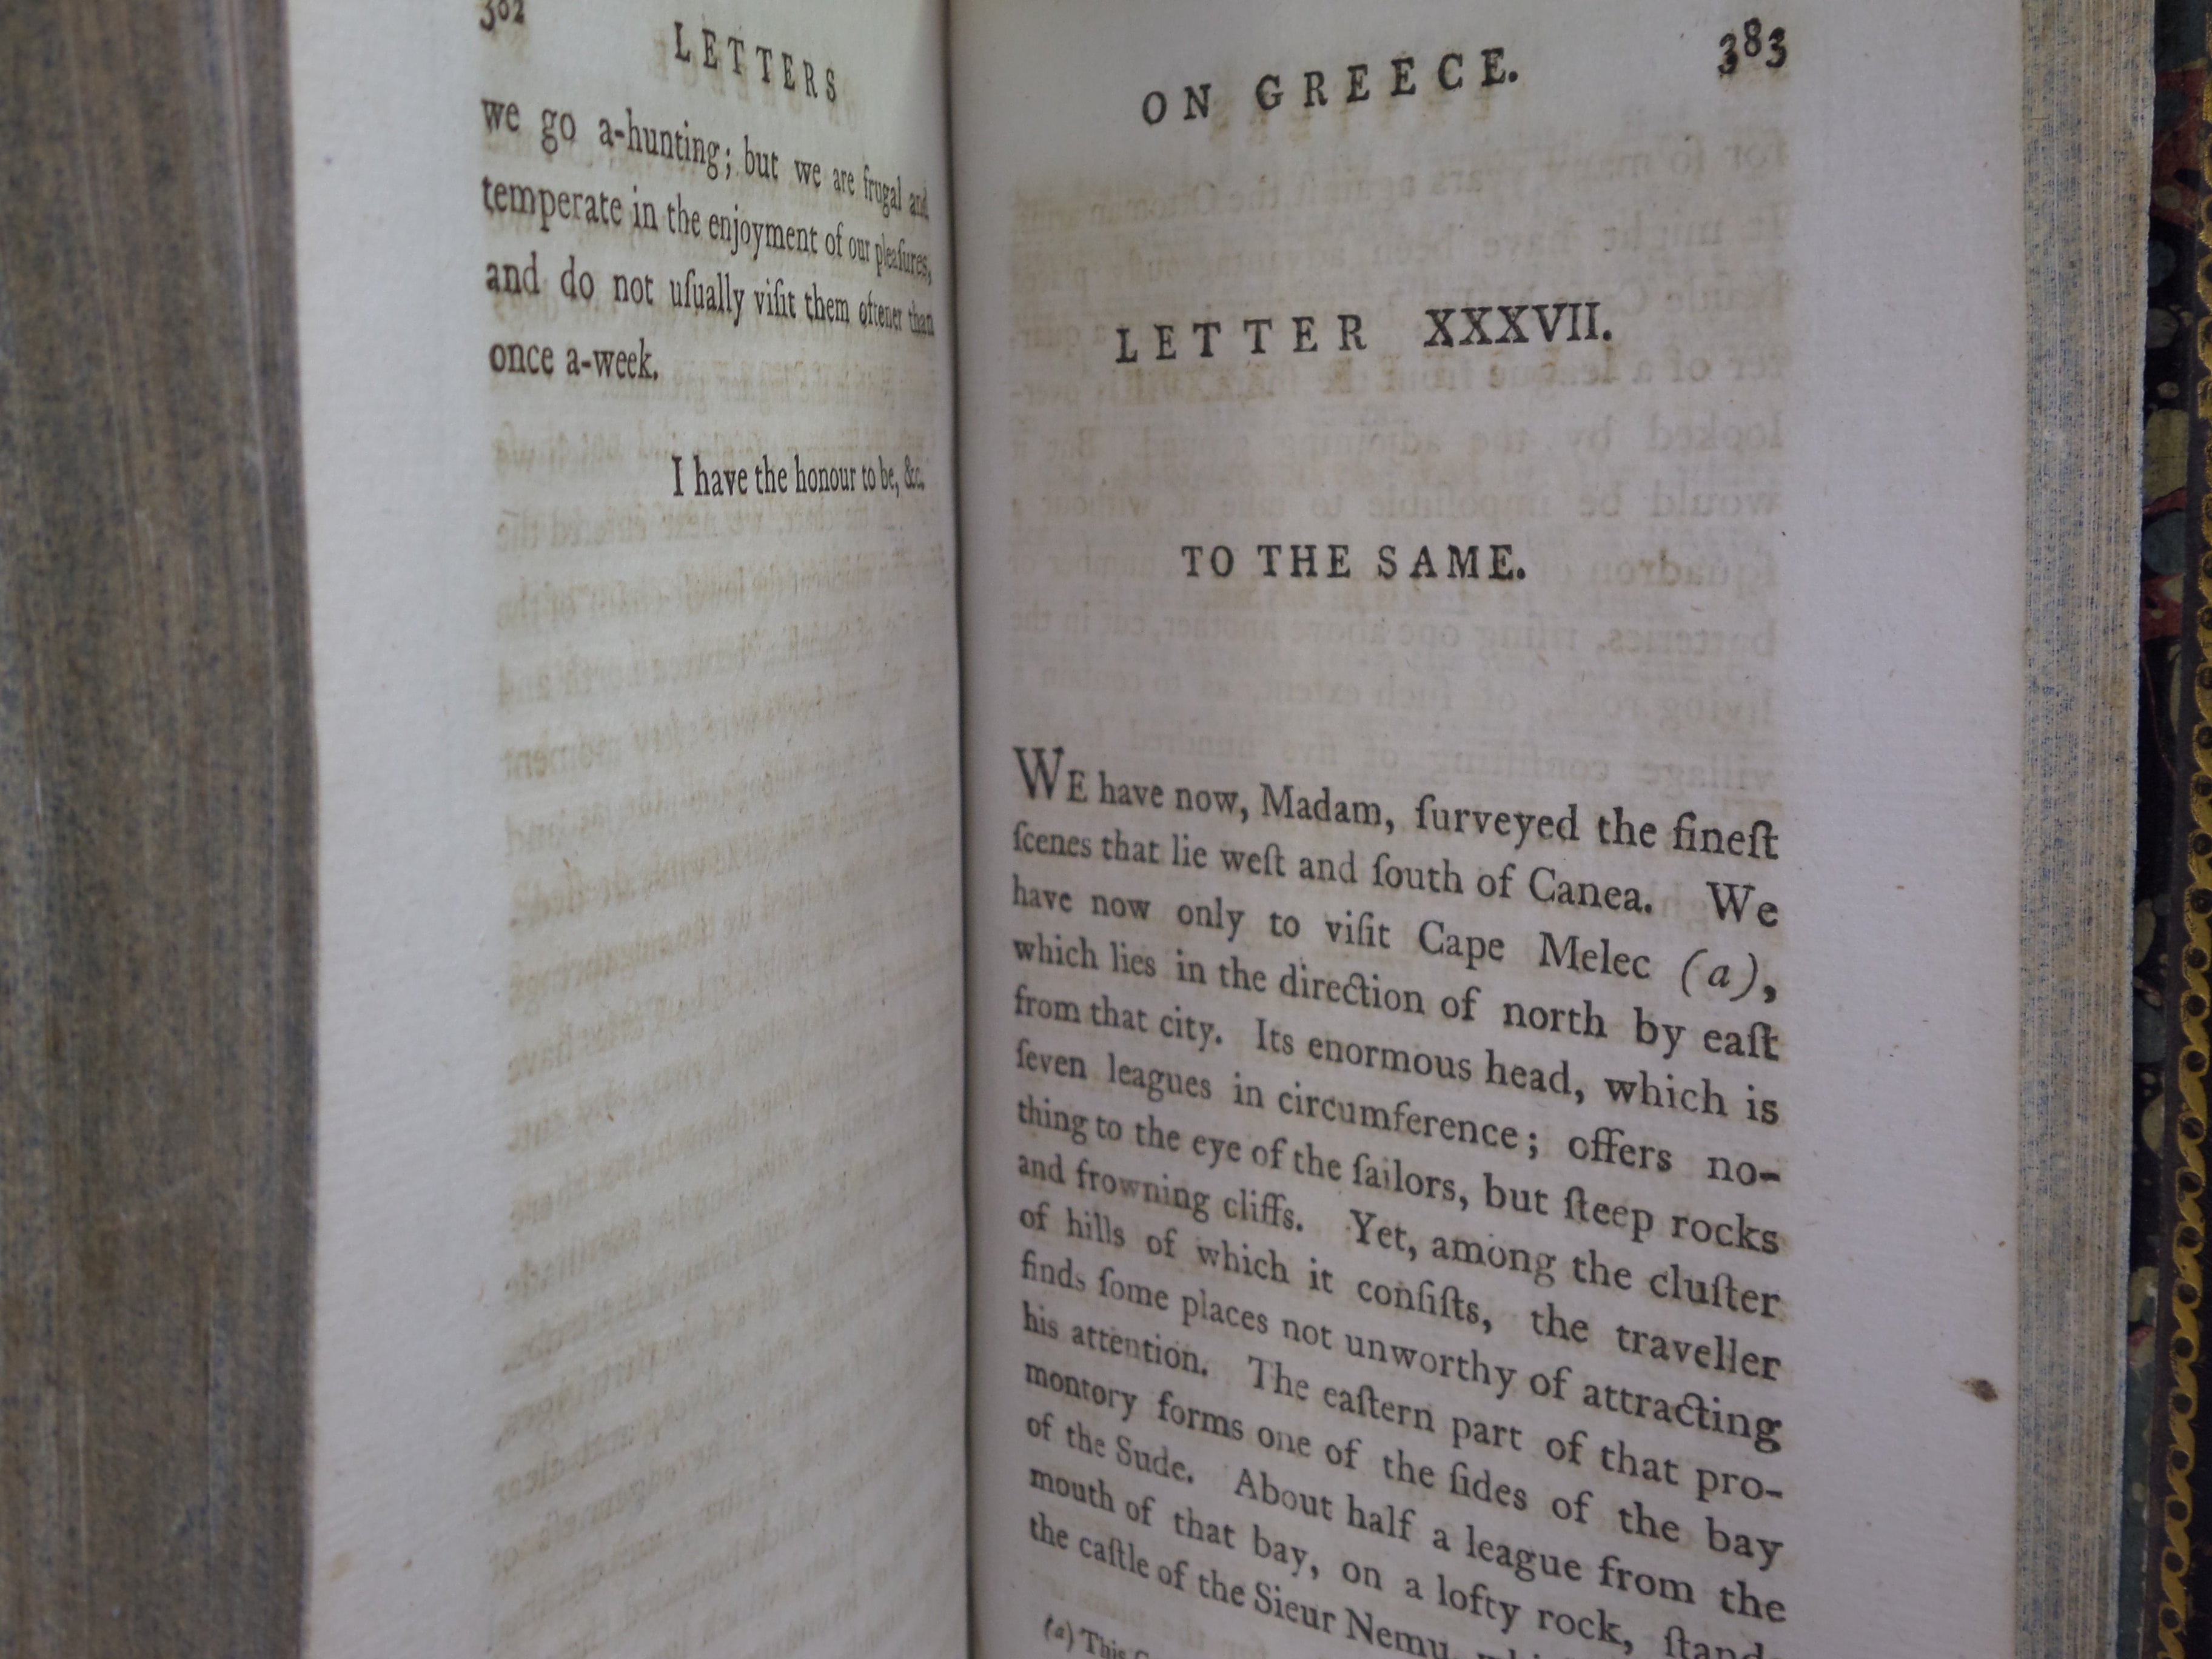 382
LETTERS
we go a-hunting; but we are frugal and
temperate in the enjoyment of our pleaſures,
and do not uſually viſit them oftener than
once a-week.
I have the honour to be, &c.
ON GREECE.
383
LETTER XXXVII.
TO THE SAME.
WE have now, Madam, ſurveyed the fineſt
ſcenes that lie weſt and ſouth of Canea. We
have now only to viſit Cape Melec (a),
which lies in the direction of north by eaſt
from that city. Its enormous head, which is
ſeven leagues in circumference; offers no-
thing to the eye of the ſailors, but ſteep rocks
and frowning cliffs. Yet, among the cluſter
of hills of which it conſiſts, the traveller
finds ſome places not unworthy of attracting
his attention. The eaſtern part of that pro-
montory forms one of the ſides of the bay
of the Sude. About half a league from the
mouth of that bay, on a lofty rock, ſtands
the caſtle of the Sieur Nemu,
(a) This